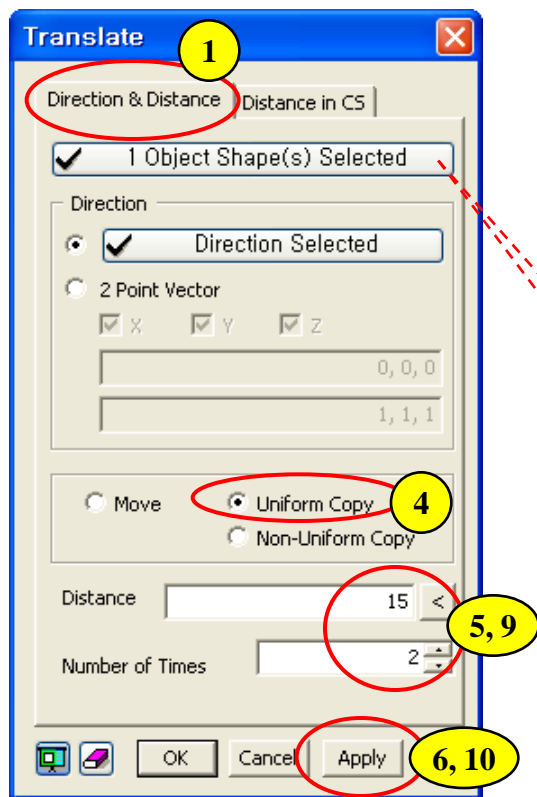 Translate
1
Direction & Distance Distance in CS
1 Object Shape(s) Selected
Direction
Direction Selected
2 Point Vector
X Y Z
0, 0, 0
1, 1, 1
Move Uniform Copy 4
Non-Uniform Copy
Distance 15 <
5, 9
Number of Times 2
OK Cancel Apply 6, 10